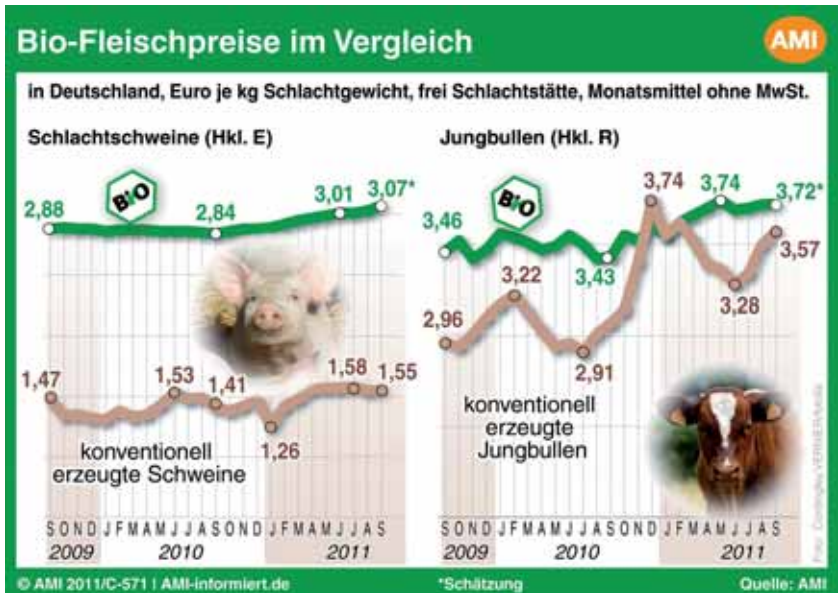 Bio-Fleischpreise im Vergleich
AMI
in Deutschland, Euro je kg Schlachtgewicht, frei Schlachtstätte, Monatsmittel ohne MwSt.
Schlachtschweine (Hkl. E)
BIO
2,88
2,84
3,01
3,07*
1,47
1,53
1,41
1,26
1,58
1,55
konventionell
erzeugte Schweine
S O N D J F M A M J J A S O N D J F M A M J J A S
2009 2010 2011
Jungbullen (Hkl. R)
BIO
3,46
3,43
3,74
3,74
3,72*
2,96
3,22
2,91
3,28
3,57
konventionell
erzeugte
Jungbullen
S O N D J F M A M J J A S O N D J F M A M J J A S
2009 2010 2011
Foto:
© AMI 2011/C-571 | AMI-informiert.de
*Schätzung
Quelle: AMI